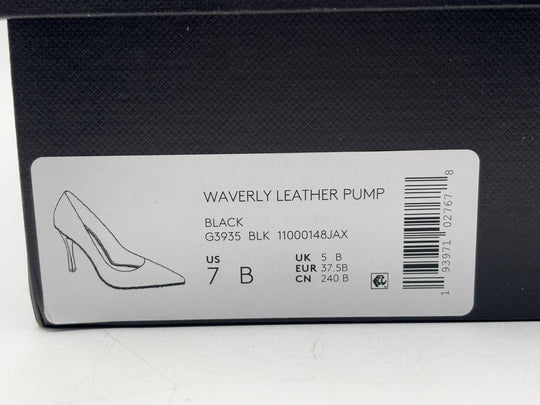 WAVERLY LEATHER PUMP
BLACK
G3935 BLK 11000148JAX
US
7 B
UK 5 B
EUR 37.5B
CN 240 B
1 93971 02767 8